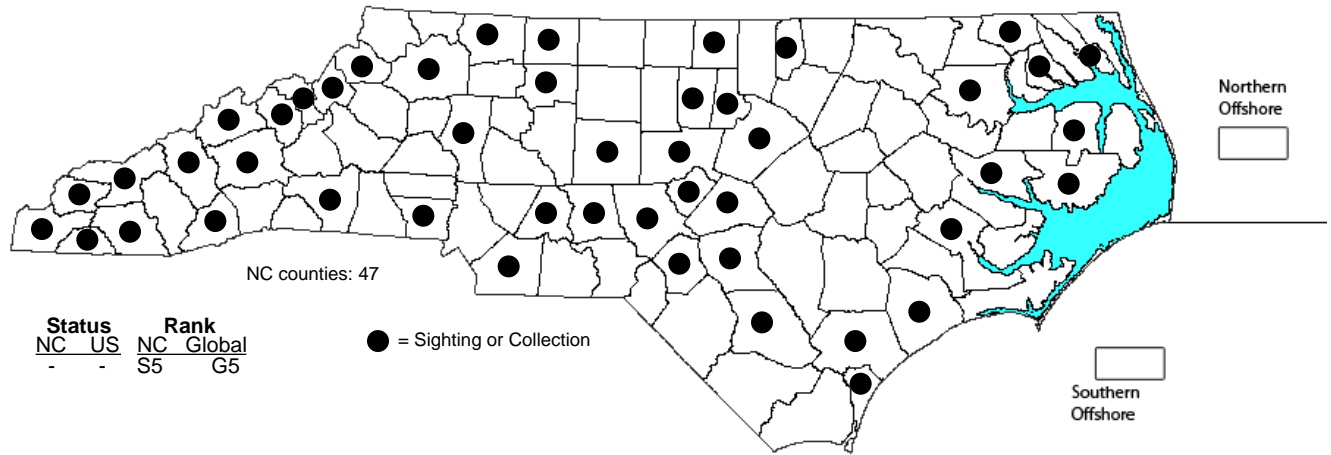 Northern
Offshore
NC counties: 47
Status Rank
NC US NC Global
- - S5 G5
= Sighting or Collection
Southern
Offshore